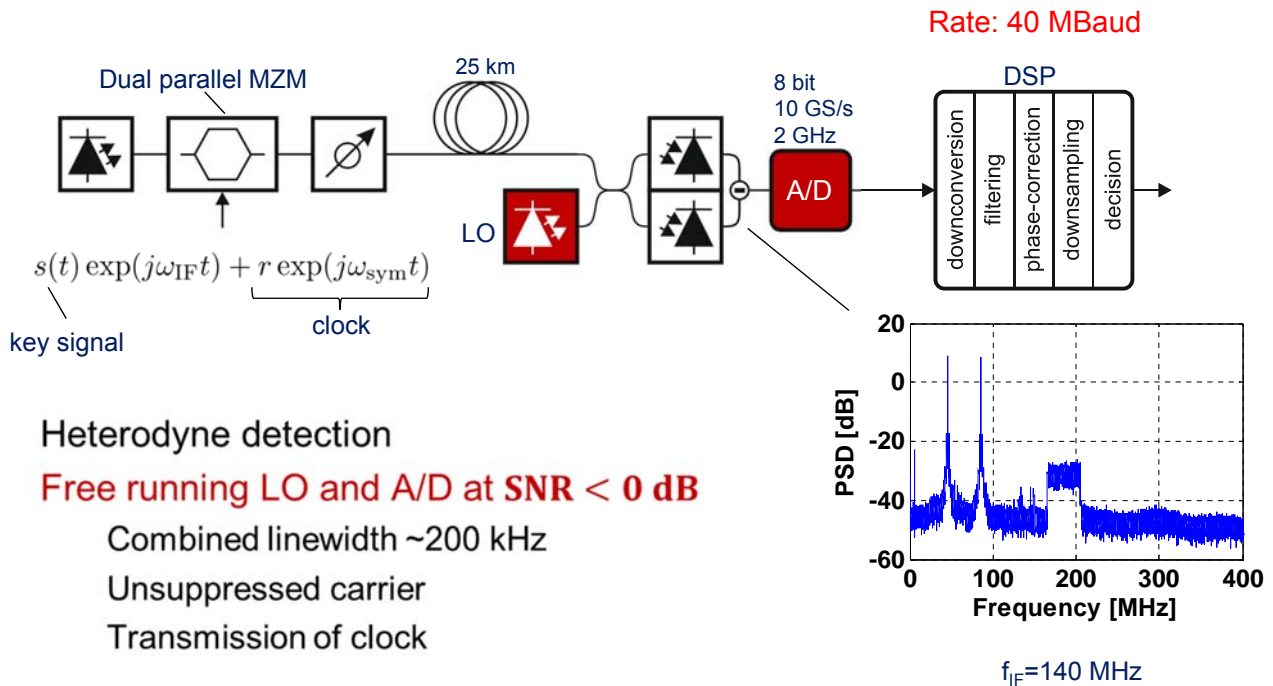 Rate: 40 MBaud
Dual parallel MZM
25 km
8 bit
10 GS/s
2 GHz
DSP
A/D
downconversion
filtering
phase-correction
downsampling
decision
LO
s(t) exp(jω_IF t) + r exp(jω_sym t)
clock
key signal
Heterodyne detection
Free running LO and A/D at SNR < 0 dB
Combined linewidth ~200 kHz
Unsuppressed carrier
Transmission of clock
PSD [dB]
20
0
-20
-40
-60
0
100
200
300
400
Frequency [MHz]
f_IF=140 MHz